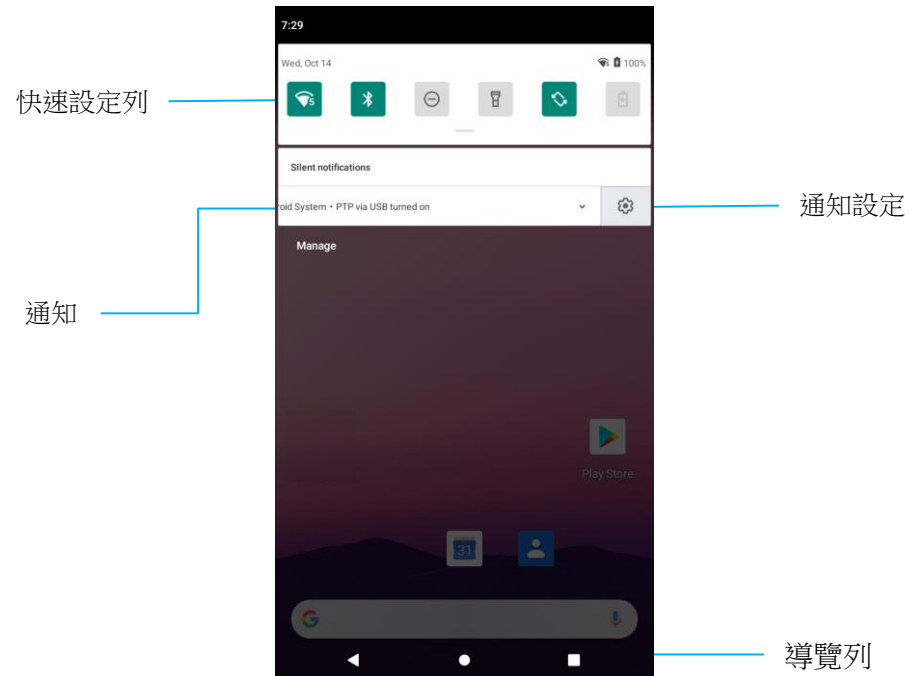 7:29
Wed, Oct 14
100%
快速設定列
Silent notifications
oid System • PTP via USB turned on
通知設定
Manage
通知
Play Store
31
G
導覽列